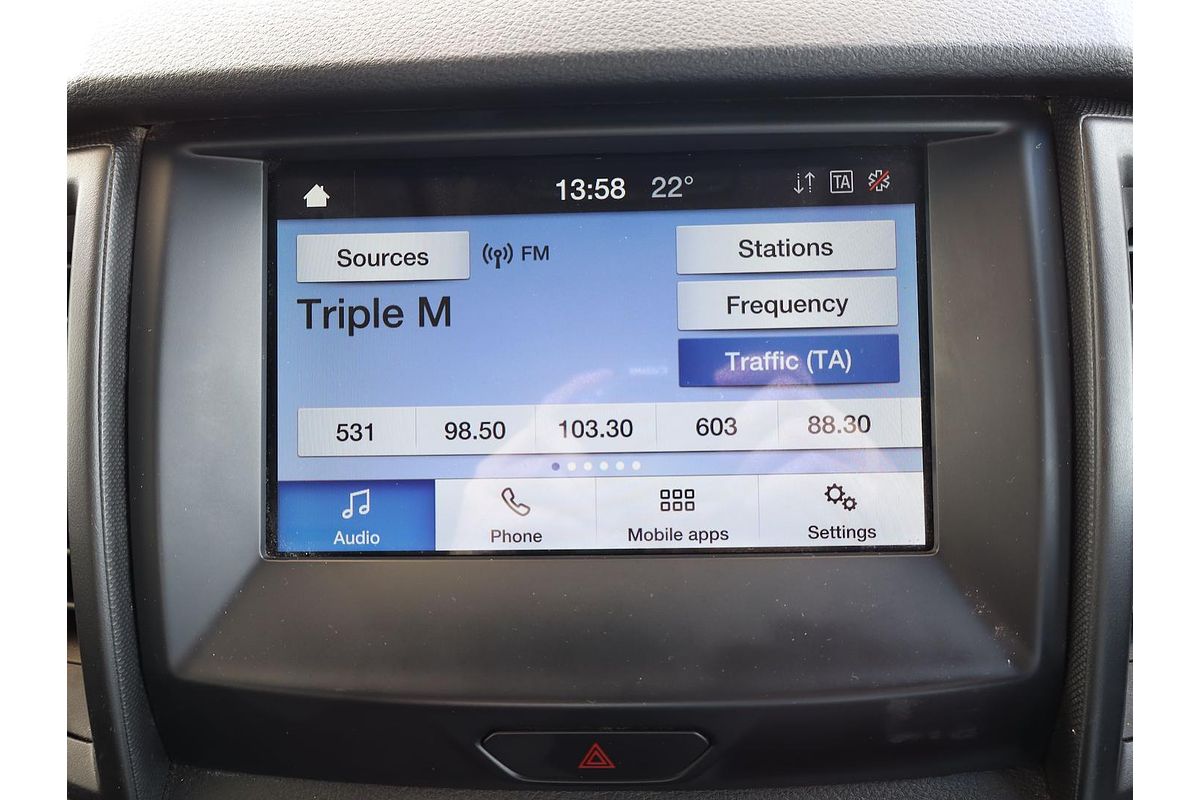 13:58 22°
TA
Sources FM
Stations
Triple M
Frequency
Traffic (TA)
531 98.50 103.30 603 88.30
Audio Phone Mobile apps Settings